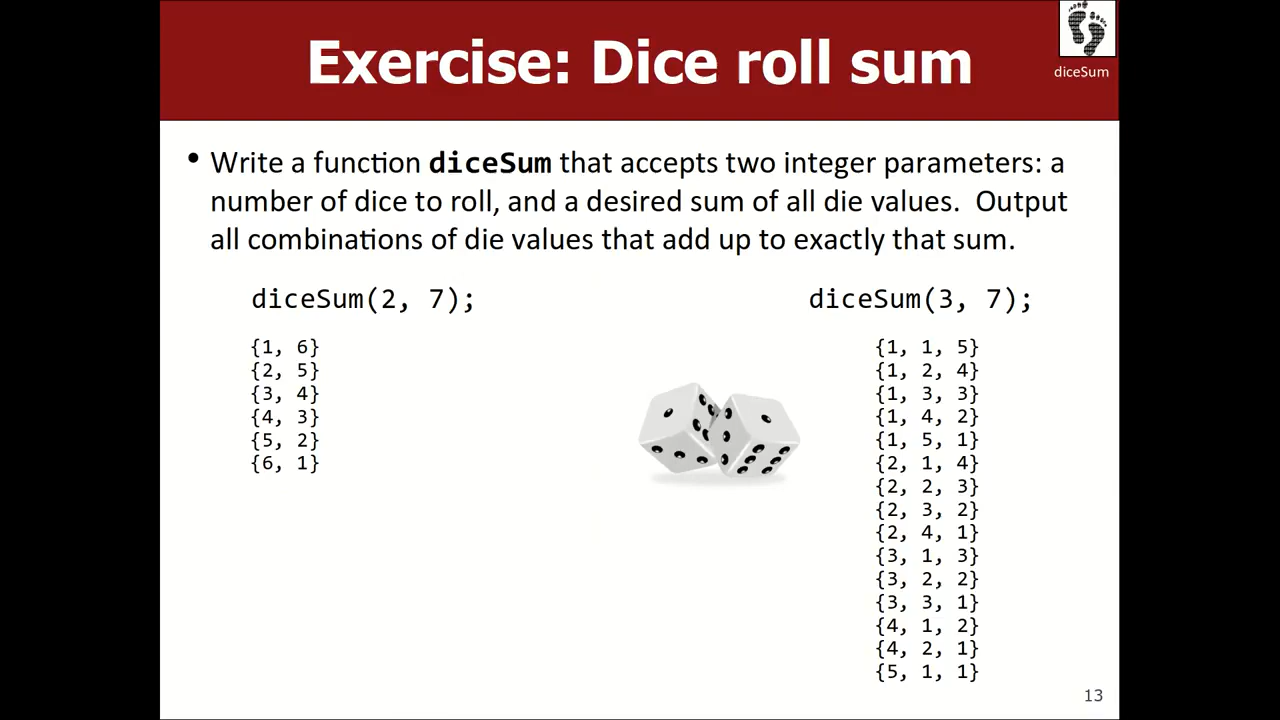 Exercise: Dice roll sum
diceSum
• Write a function diceSum that accepts two integer parameters: a
number of dice to roll, and a desired sum of all die values.  Output
all combinations of die values that add up to exactly that sum.
diceSum(2, 7);
{1, 6}
{2, 5}
{3, 4}
{4, 3}
{5, 2}
{6, 1}
diceSum(3, 7);
{1, 1, 5}
{1, 2, 4}
{1, 3, 3}
{1, 4, 2}
{1, 5, 1}
{2, 1, 4}
{2, 2, 3}
{2, 3, 2}
{2, 4, 1}
{3, 1, 3}
{3, 2, 2}
{3, 3, 1}
{4, 1, 2}
{4, 2, 1}
{5, 1, 1}
13